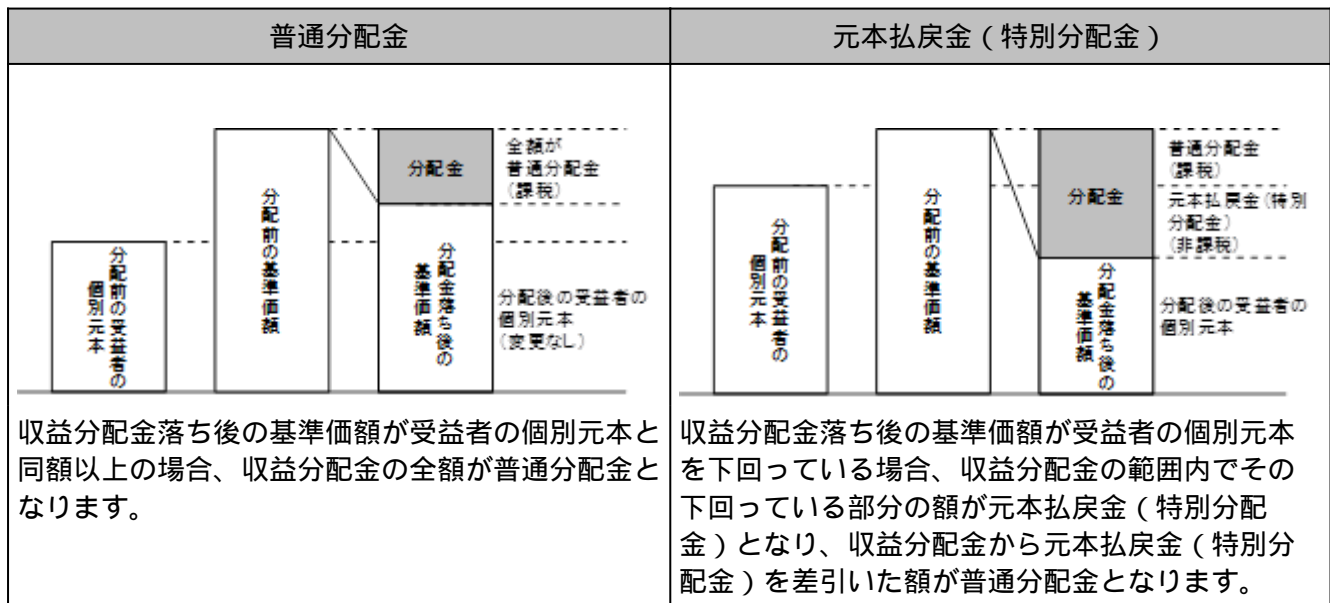 普通分配金
全額が
普通分配金
(課税)
分配金
分配前の受益者の
個別元本
分配前の基準価額
分配金落ち後の
基準価額
分配後の受益者の
個別元本
(変更なし)
収益分配金落ち後の基準価額が受益者の個別元本と
同額以上の場合、収益分配金の全額が普通分配金と
なります。
元本払戻金(特別分配金)
普通分配金
(課税)
元本払戻金(特別
分配金)
(非課税)
分配金
分配前の受益者の
個別元本
分配前の基準価額
分配金落ち後の
基準価額
分配後の受益者の
個別元本
収益分配金落ち後の基準価額が受益者の個別元本
を下回っている場合、収益分配金の範囲内でその
下回っている部分の額が元本払戻金(特別分配
金)となり、収益分配金から元本払戻金(特別分
配金)を差引いた額が普通分配金となります。